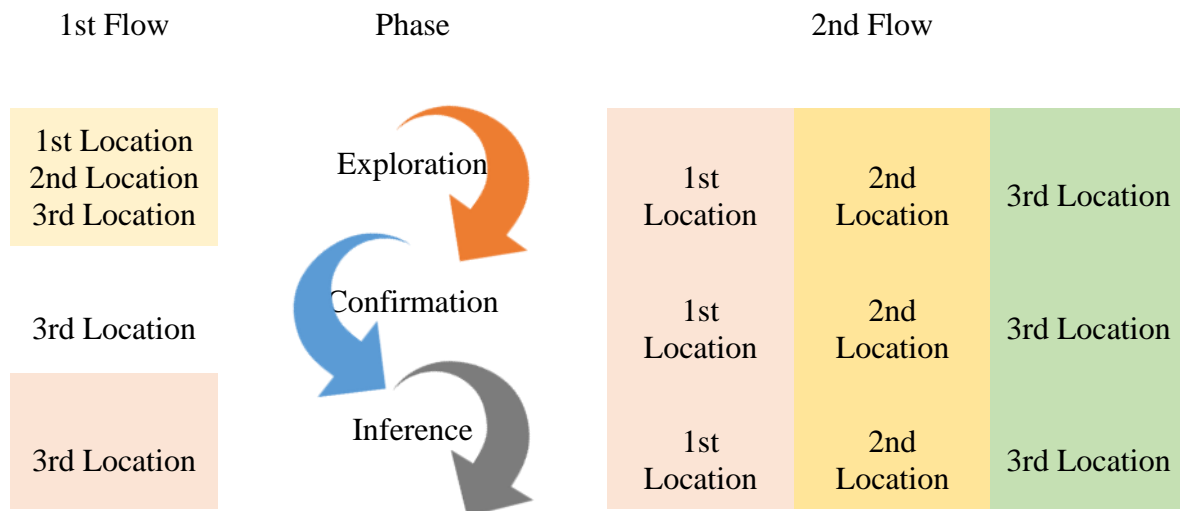 1st Flow Phase 2nd Flow
1st Location
2nd Location
3rd Location
Exploration
1st
Location
2nd
Location
3rd Location
3rd Location
Confirmation
1st
Location
2nd
Location
3rd Location
3rd Location
Inference
1st
Location
2nd
Location
3rd Location